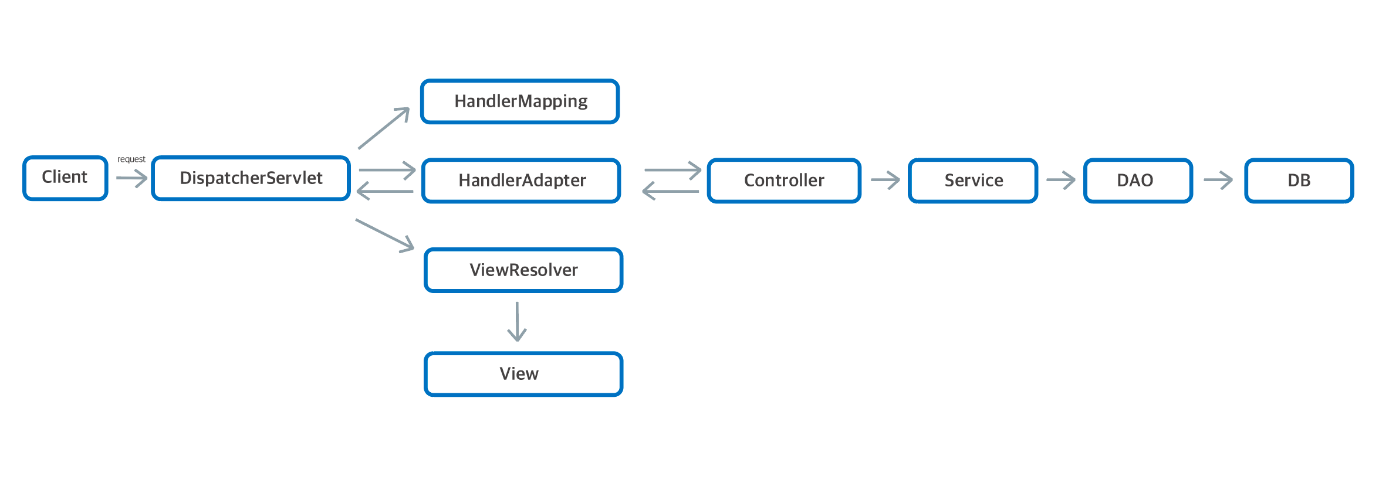 HandlerMapping
Client
request
DispatcherServlet
HandlerAdapter
Controller
Service
DAO
DB
ViewResolver
View